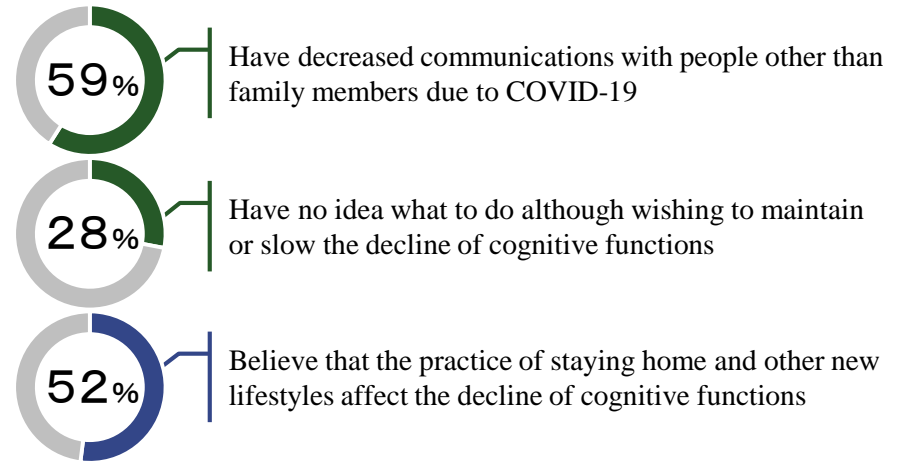 59%
Have decreased communications with people other than
family members due to COVID-19
28%
Have no idea what to do although wishing to maintain
or slow the decline of cognitive functions
52%
Believe that the practice of staying home and other new
lifestyles affect the decline of cognitive functions